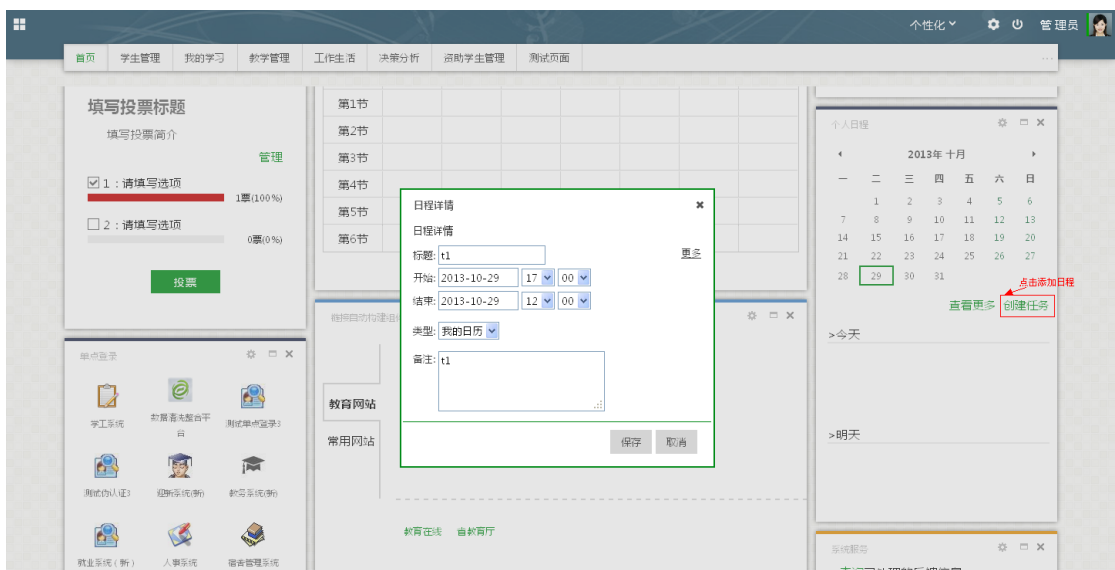 个性化 管理员
首页 学生管理 我的学习 教学管理 工作生活 决策分析 资助学生管理 测试页面 ...
填写投票标题
填写投票简介
管理
1：请填写选项
1票(100%)
2：请填写选项
0票(0%)
投票
单点登录
学工系统
数据清洗整合平台
测试单点登录3
测试伪认证3 迎新系统(新) 教务系统(新)
就业系统（新） 人事系统 宿舍管理系统
第1节
第2节
第3节
第4节
第5节
第6节
教育网站
常用网站
教育在线 省教育厅
日程详情
日程详情
标题: t1 更多
开始: 2013-10-29 17 00
结束: 2013-10-29 12 00
类型: 我的日历
备注: t1
保存 取消
个人日程
2013年 十月
一 二 三 四 五 六 日
1 2 3 4 5 6
7 8 9 10 11 12 13
14 15 16 17 18 19 20
21 22 23 24 25 26 27
28 29 30 31
点击添加日程
查看更多 创建任务
>今天
>明天
系统服务